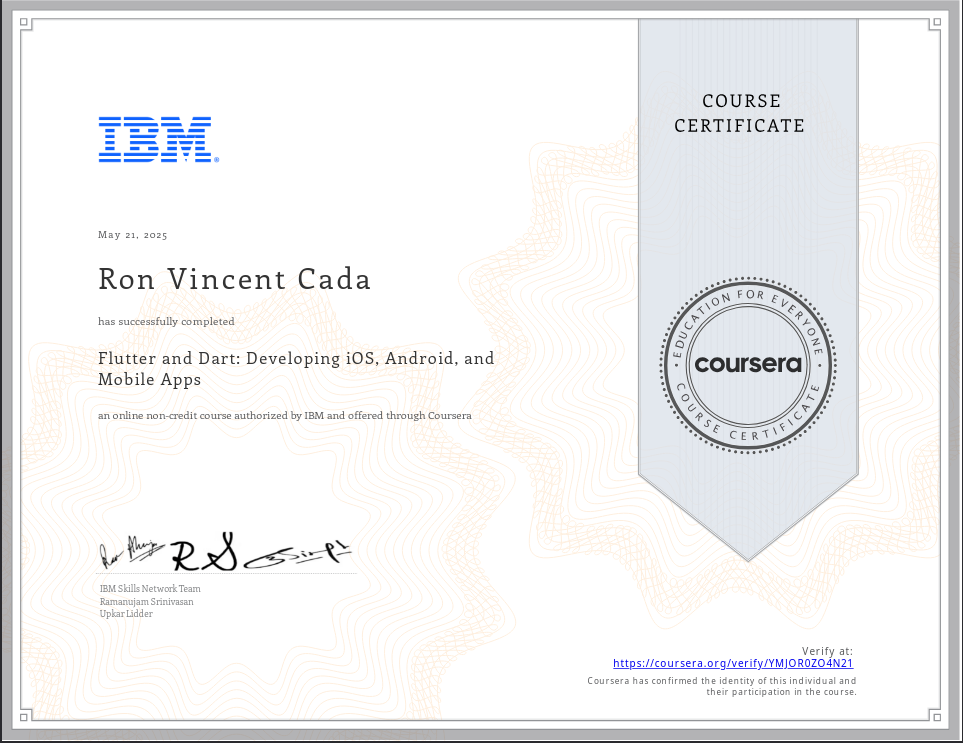 COURSE
CERTIFICATE
IBM®
May 21, 2025
Ron Vincent Cada
has successfully completed
Flutter and Dart: Developing iOS, Android, and
Mobile Apps
an online non-credit course authorized by IBM and offered through Coursera
EDUCATION FOR EVERYONE
coursera
COURSE CERTIFICATE
IBM Skills Network Team
Ramanujam Srinivasan
Upkar Lidder
Verify at:
https://coursera.org/verify/YMJOR0ZO4N21
Coursera has confirmed the identity of this individual and
their participation in the course.